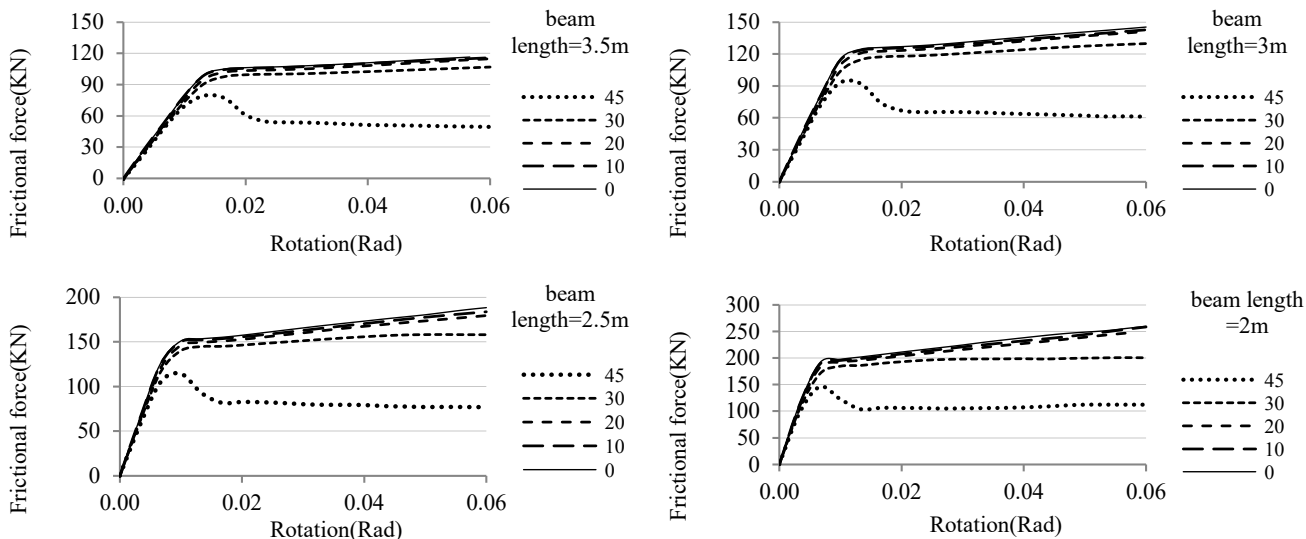 Frictional force(KN)
150
120
90
60
30
0
0.00 0.02 0.04 0.06
Rotation(Rad)
beam
length=3.5m
45
30
20
10
0
Frictional force(KN)
150
120
90
60
30
0
0.00 0.02 0.04 0.06
Rotation(Rad)
beam
length=3m
45
30
20
10
0
Frictional force(KN)
200
150
100
50
0
0.00 0.02 0.04 0.06
Rotation(Rad)
beam
length=2.5m
45
30
20
10
0
Frictional force(KN)
300
250
200
150
100
50
0
0.00 0.02 0.04 0.06
Rotation(Rad)
beam length
=2m
45
30
20
10
0